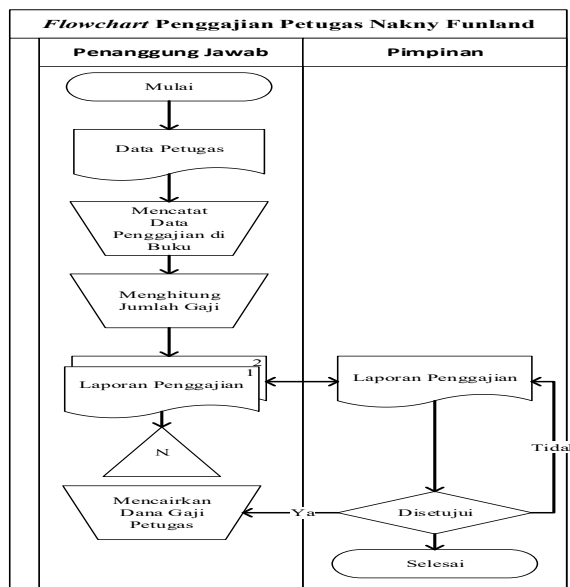 Flowchart Penggajian Petugas Nakny Funland
Penanggung Jawab
Pimpinan
Mulai
Data Petugas
Mencatat
Data
Penggajian di
Buku
Menghitung
Jumlah Gaji
2
1
Laporan Penggajian
Laporan Penggajian
N
Tidak
Mencairkan
Dana Gaji
Petugas
Ya
Disetujui
Selesai